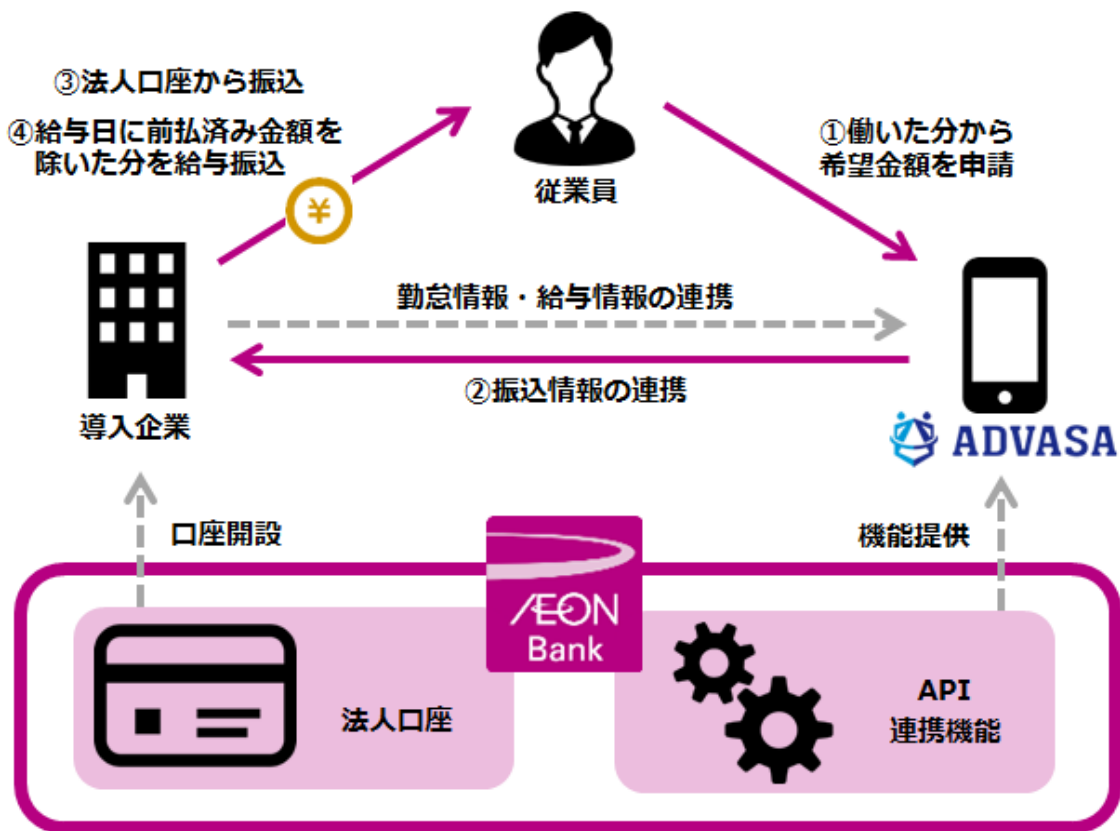 ③法人口座から振込
④給与日に前払済み金額を
除いた分を給与振込
¥
従業員
①働いた分から
希望金額を申請
勤怠情報・給与情報の連携
②振込情報の連携
導入企業
ADVASA
口座開設
機能提供
ÆON
Bank
法人口座
API
連携機能